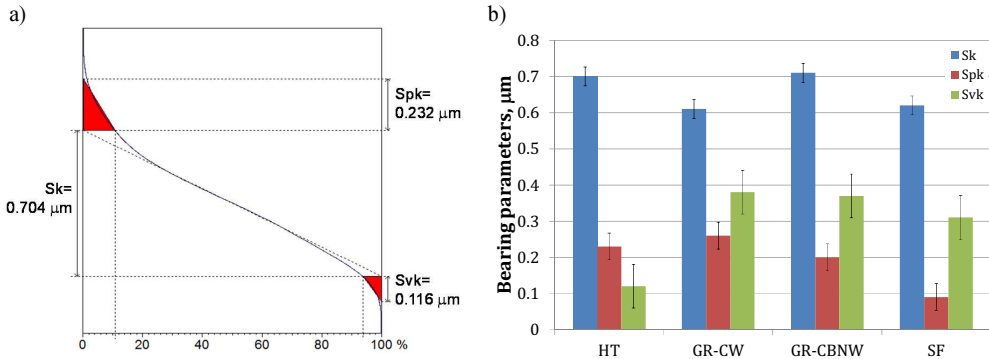 a)
Spk=
0.232 µm
Sk=
0.704 µm
Svk=
0.116 µm
0 20 40 60 80 100 %
b)
Bearing parameters, µm
0.8
0.7
0.6
0.5
0.4
0.3
0.2
0.1
0
Sk
Spk
Svk
HT GR-CW GR-CBNW SF